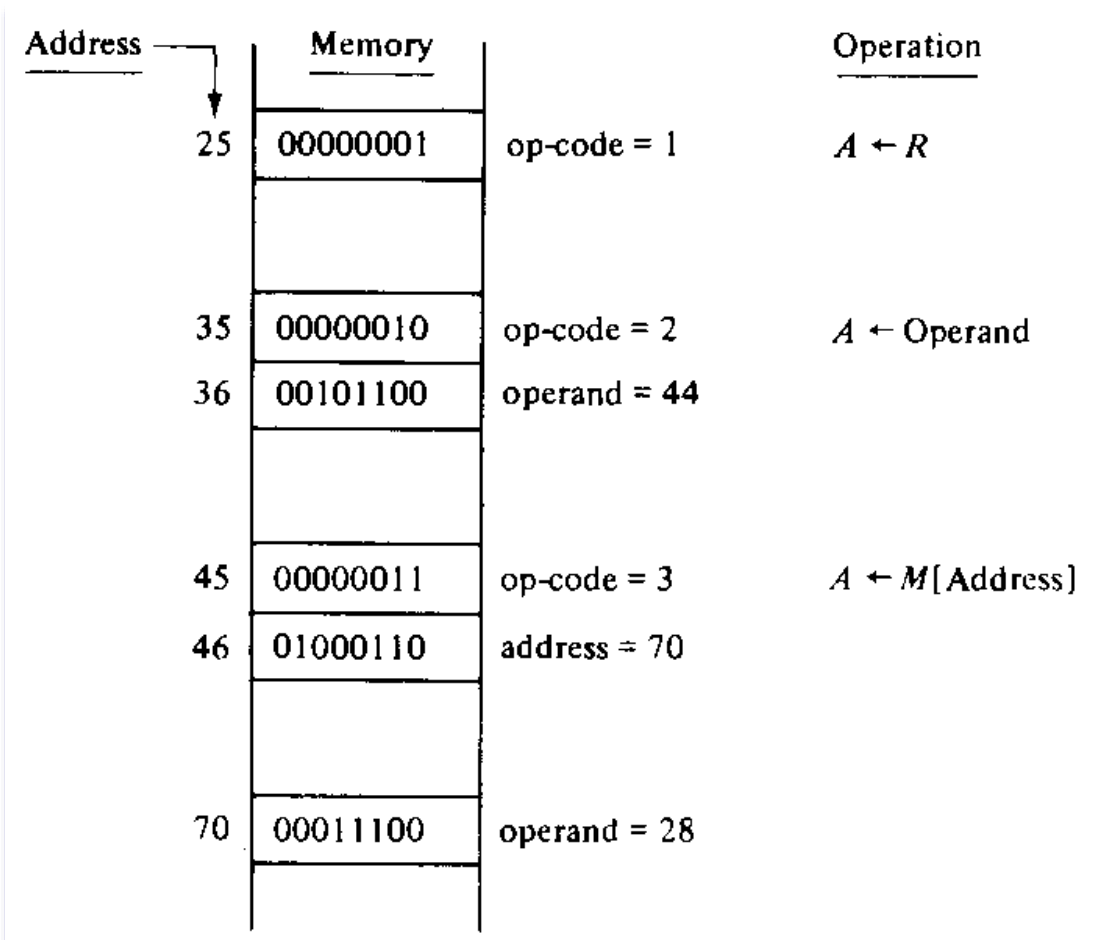 Address Memory Operation
25 00000001 op-code = 1 A ← R
35 00000010 op-code = 2 A ← Operand
36 00101100 operand = 44
45 00000011 op-code = 3 A ← M[Address]
46 01000110 address = 70
70 00011100 operand = 28